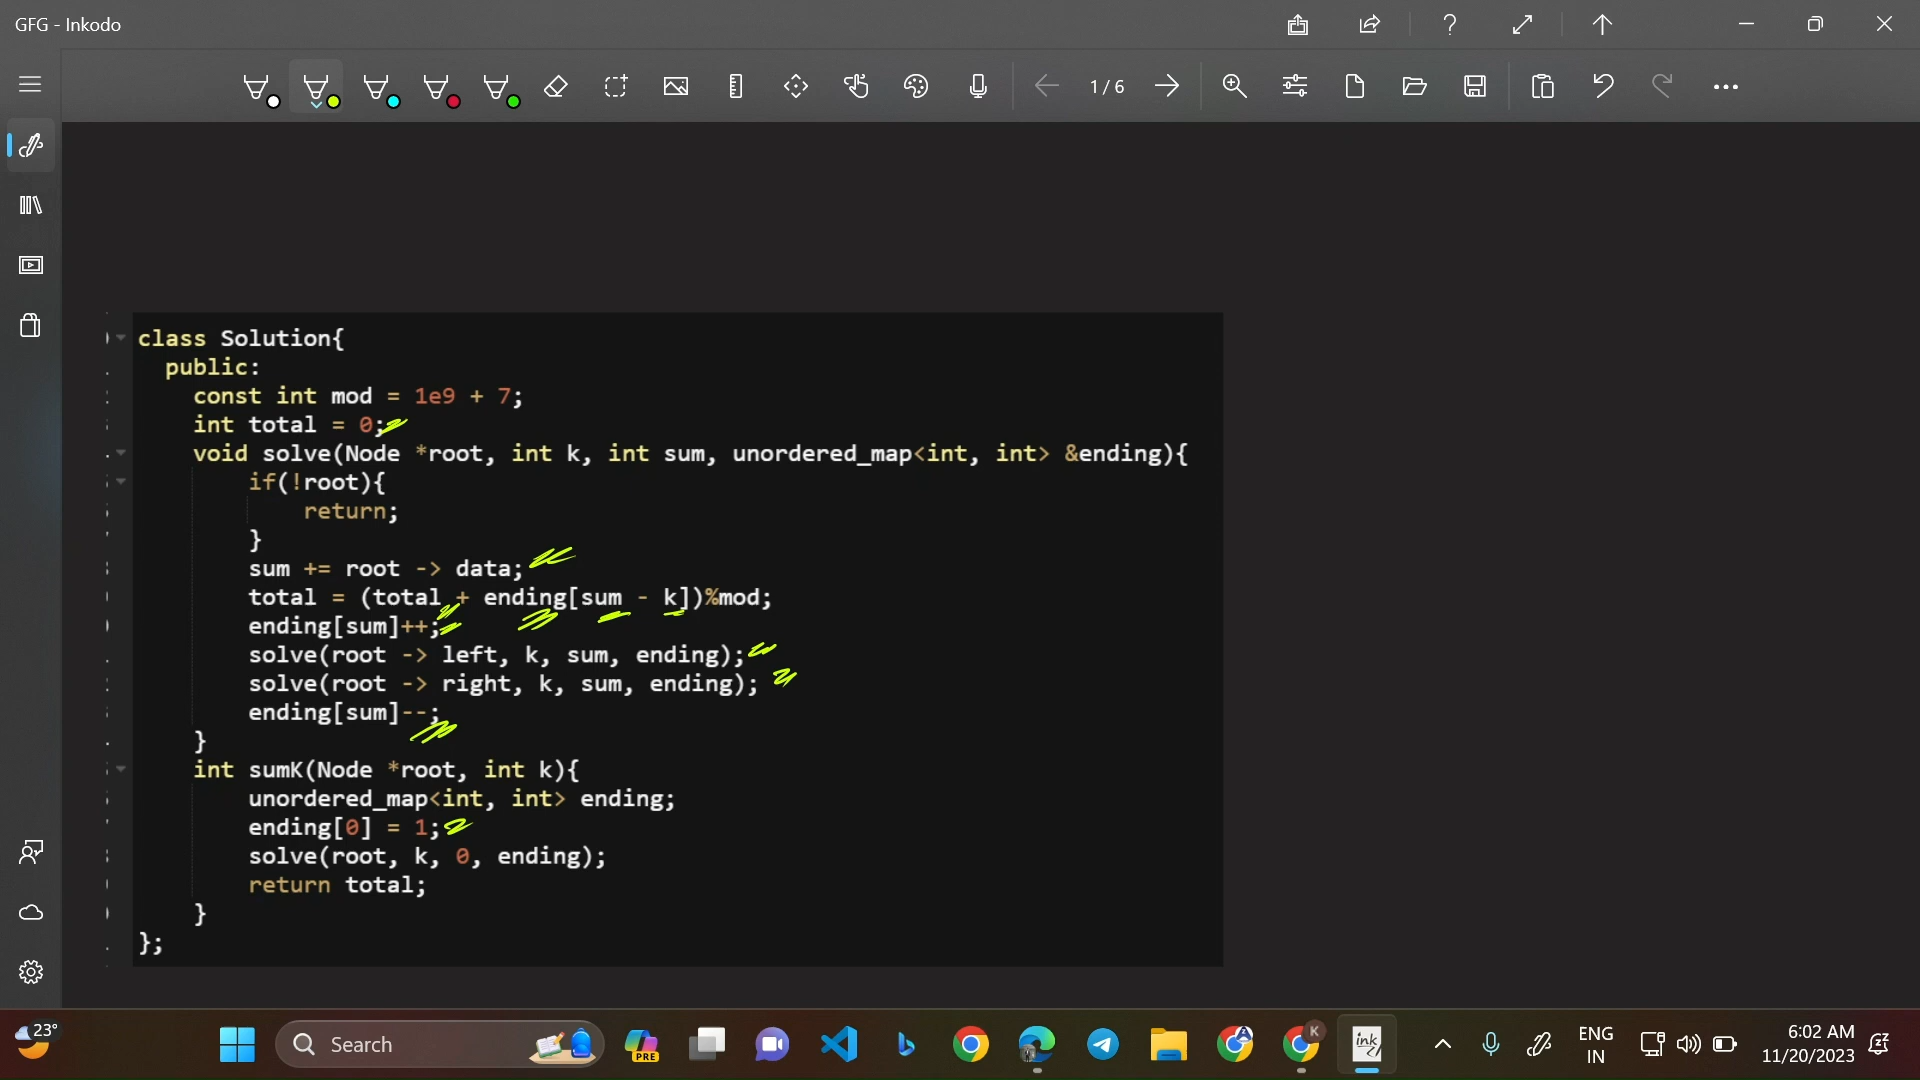 GFG - Inkodo
1 / 6
class Solution{
public:
const int mod = 1e9 + 7;
int total = 0;
void solve(Node *root, int k, int sum, unordered_map<int, int> &ending){
if(!root){
return;
}
sum += root -> data;
total = (total + ending[sum - k])%mod;
ending[sum]++;
solve(root -> left, k, sum, ending);
solve(root -> right, k, sum, ending);
ending[sum]--;
}
int sumK(Node *root, int k){
unordered_map<int, int> ending;
ending[0] = 1;
solve(root, k, 0, ending);
return total;
}
};
23°
Search
PRE
K
ink
ENG
IN
6:02 AM
11/20/2023